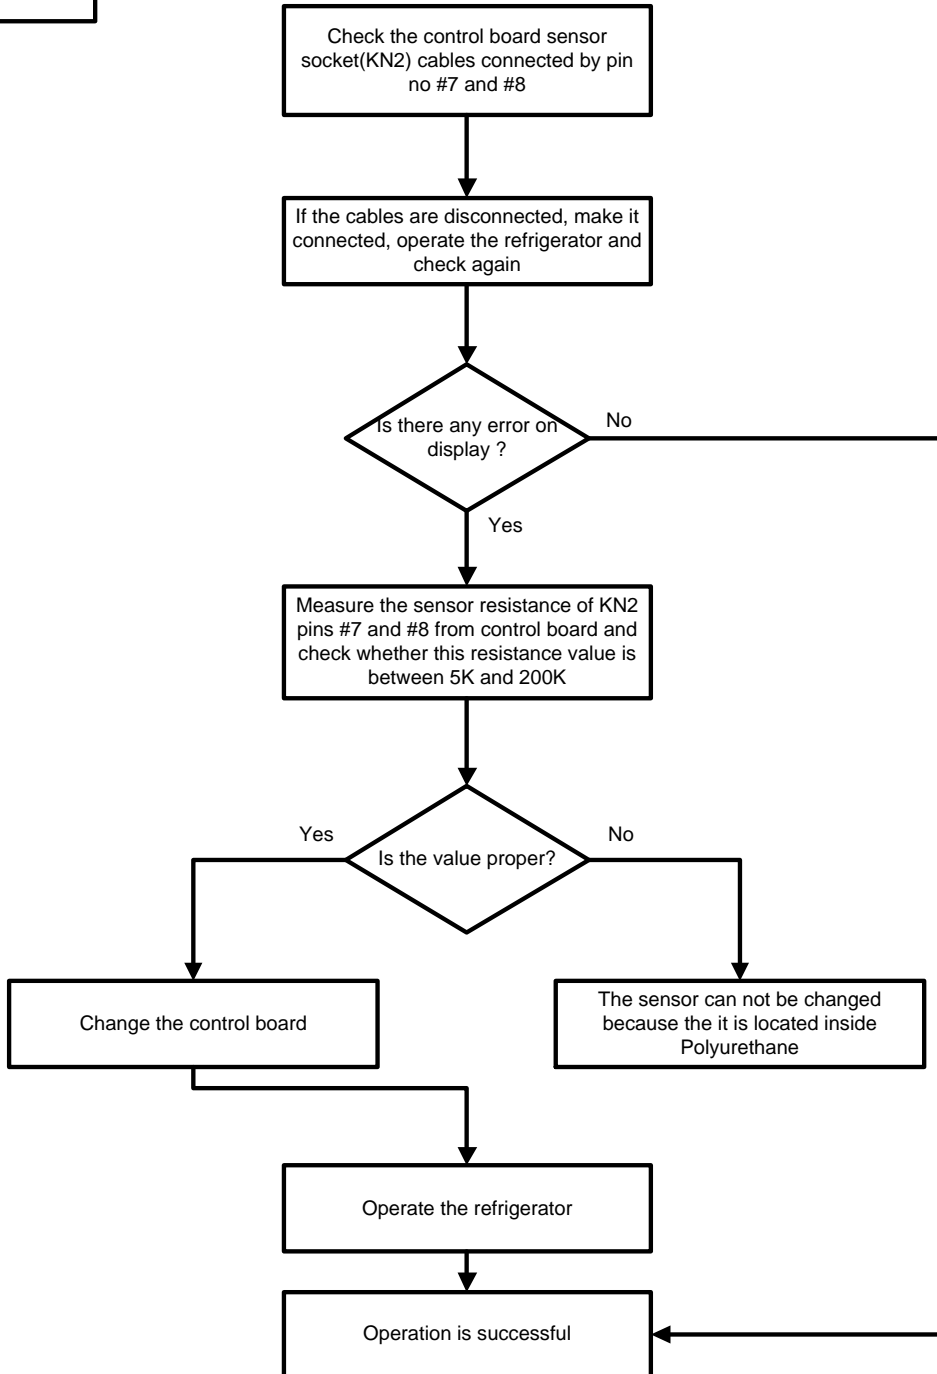 Check the control board sensor
socket(KN2) cables connected by pin
no #7 and #8
If the cables are disconnected, make it
connected, operate the refrigerator and
check again
Is there any error on
display ?
No
Yes
Measure the sensor resistance of KN2
pins #7 and #8 from control board and
check whether this resistance value is
between 5K and 200K
Yes
Is the value proper?
No
Change the control board
The sensor can not be changed
because the it is located inside
Polyurethane
Operate the refrigerator
Operation is successful